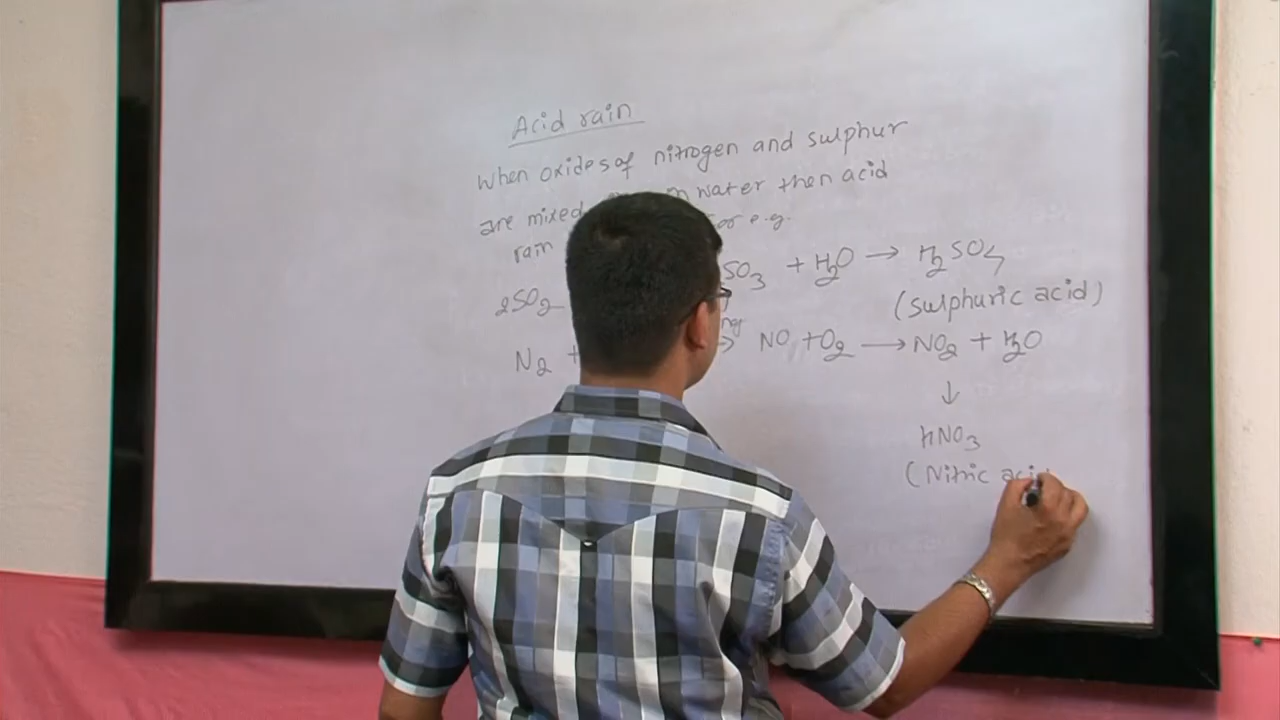 Acid rain
When oxides of nitrogen and sulphur
are mixed water then acid
rain e.g.
2SO2 SO3 + H2O → H2SO4
(Sulphuric acid)
N2 + → NO + O2 → NO2 + H2O
↓
HNO3
(Nitric acid